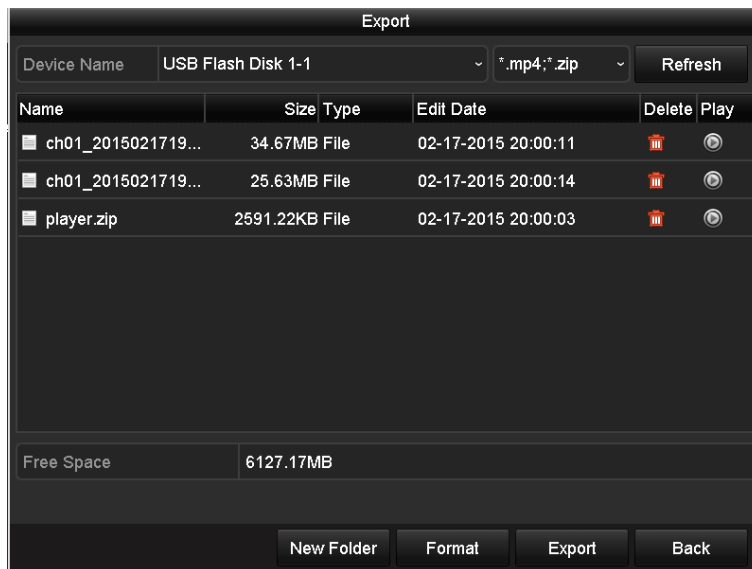 Export
Device Name USB Flash Disk 1-1 *.mp4;*.zip Refresh
Name Size Type Edit Date Delete Play
ch01_2015021719... 34.67MB File 02-17-2015 20:00:11
ch01_2015021719... 25.63MB File 02-17-2015 20:00:14
player.zip 2591.22KB File 02-17-2015 20:00:03
Free Space 6127.17MB
New Folder Format Export Back